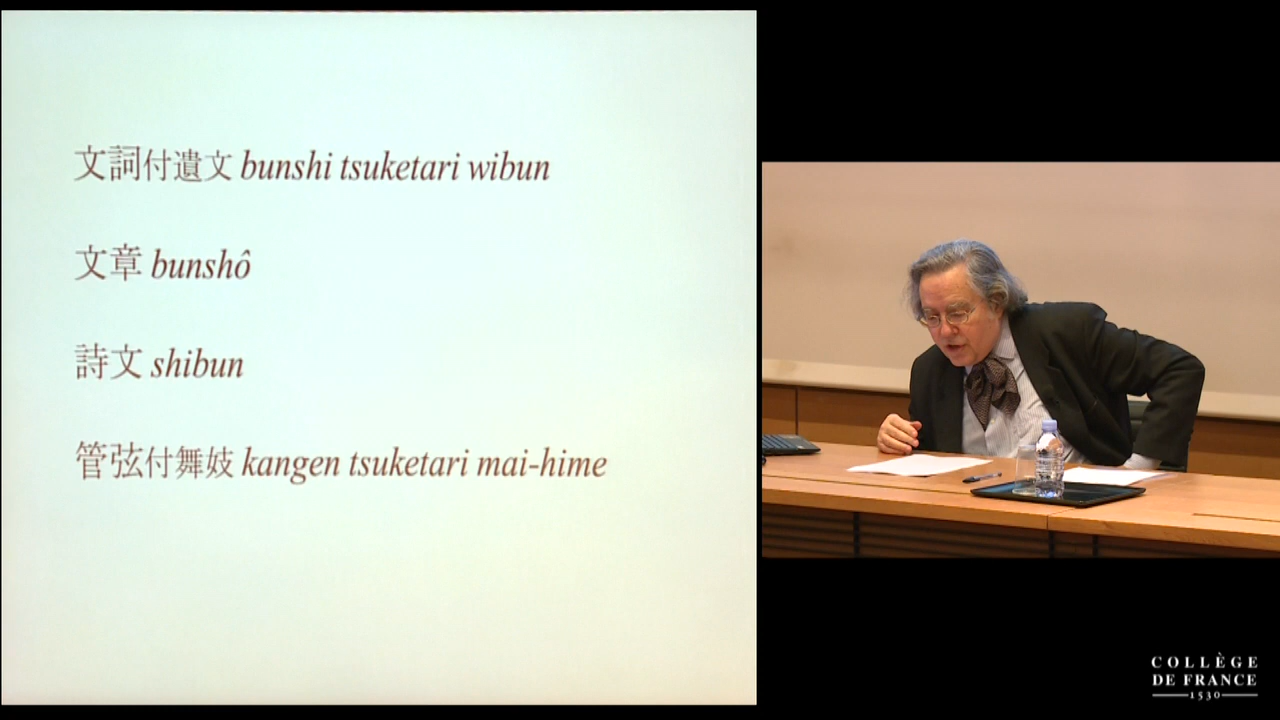 文詞付遺文 bunshi tsuketari wibun
文章 bunshô
詩文 shibun
管弦付舞妓 kangen tsuketari mai-hime
COLLÈGE
DE FRANCE
1530